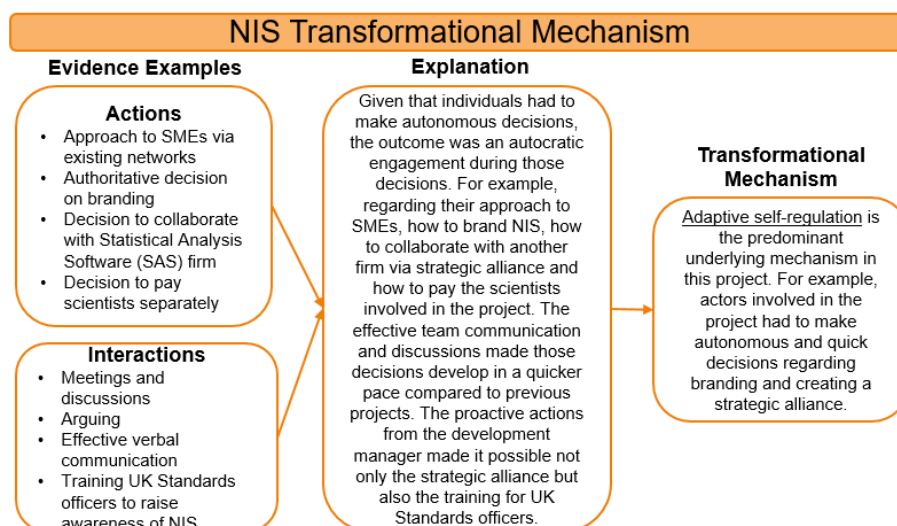 NIS Transformational Mechanism
Evidence Examples
Actions
• Approach to SMEs via
existing networks
• Authoritative decision
on branding
• Decision to collaborate
with Statistical Analysis
Software (SAS) firm
• Decision to pay
scientists separately
Interactions
• Meetings and
discussions
• Arguing
• Effective verbal
communication
• Training UK Standards
officers to raise
awareness of NIS
Explanation
Given that individuals had to
make autonomous decisions,
the outcome was an autocratic
engagement during those
decisions. For example,
regarding their approach to
SMEs, how to brand NIS, how
to collaborate with another
firm via strategic alliance and
how to pay the scientists
involved in the project. The
effective team communication
and discussions made those
decisions develop in a quicker
pace compared to previous
projects. The proactive actions
from the development
manager made it possible not
only the strategic alliance but
also the training for UK
Standards officers.
Transformational
Mechanism
Adaptive self-regulation is
the predominant
underlying mechanism in
this project. For example,
actors involved in the
project had to make
autonomous and quick
decisions regarding
branding and creating a
strategic alliance.